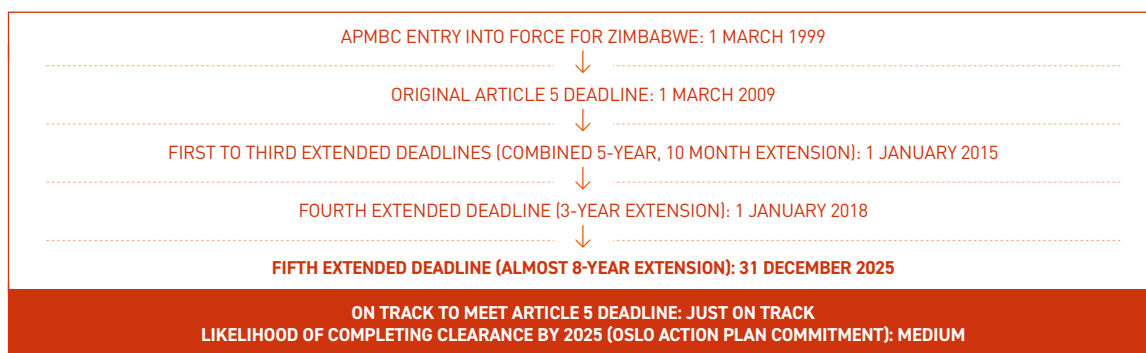 APMBC ENTRY INTO FORCE FOR ZIMBABWE: 1 MARCH 1999
ORIGINAL ARTICLE 5 DEADLINE: 1 MARCH 2009
FIRST TO THIRD EXTENDED DEADLINES (COMBINED 5-YEAR, 10 MONTH EXTENSION): 1 JANUARY 2015
FOURTH EXTENDED DEADLINE (3-YEAR EXTENSION): 1 JANUARY 2018
FIFTH EXTENDED DEADLINE (ALMOST 8-YEAR EXTENSION): 31 DECEMBER 2025
ON TRACK TO MEET ARTICLE 5 DEADLINE: JUST ON TRACK
LIKELIHOOD OF COMPLETING CLEARANCE BY 2025 (OSLO ACTION PLAN COMMITMENT): MEDIUM